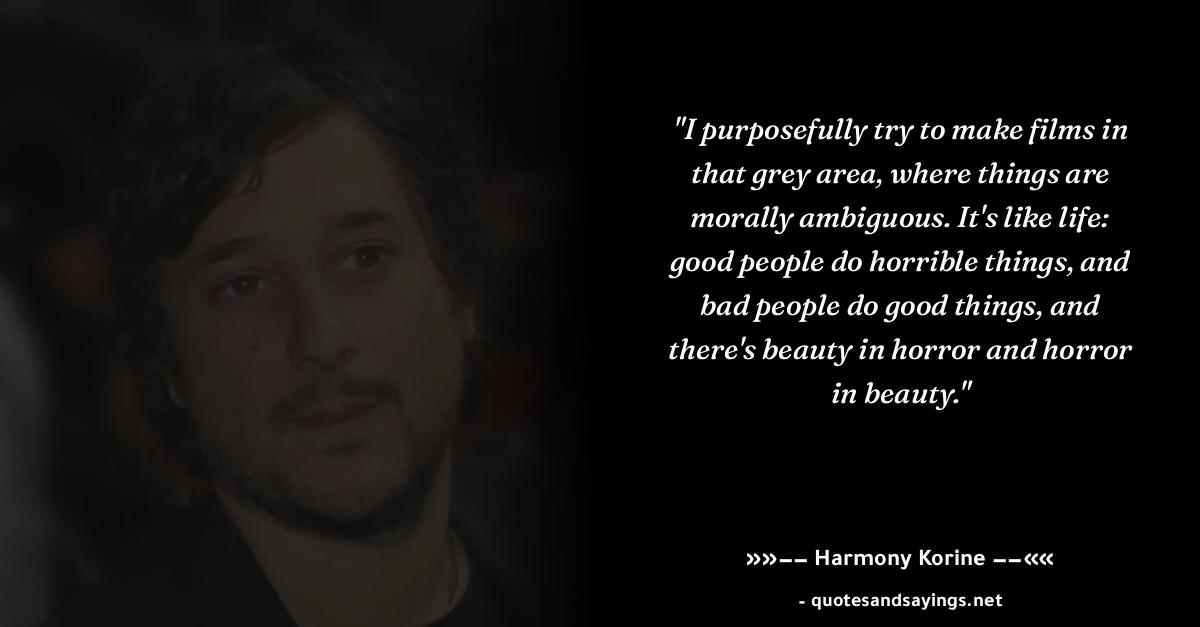 "I purposefully try to make films in
that grey area, where things are
morally ambiguous. It's like life:
good people do horrible things, and
bad people do good things, and
there's beauty in horror and horror
in beauty."
»»−− Harmony Korine −−««
- quotesandsayings.net